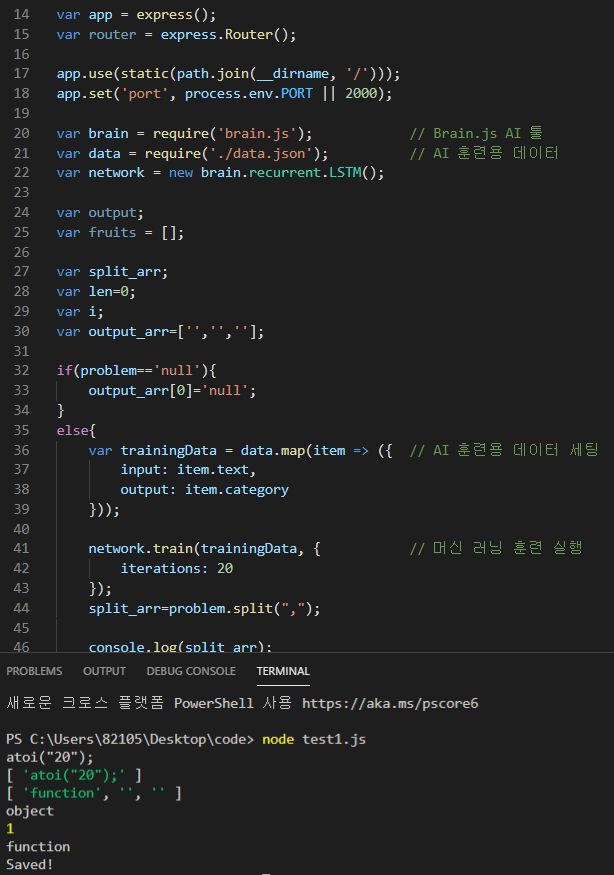 14 var app = express();
15 var router = express.Router();
16
17 app.use(static(path.join(__dirname, '/')));
18 app.set('port', process.env.PORT || 2000);
19
20 var brain = require('brain.js'); // Brain.js AI 툴
21 var data = require('./data.json'); // AI 훈련용 데이터
22 var network = new brain.recurrent.LSTM();
23
24 var output;
25 var fruits = [];
26
27 var split_arr;
28 var len=0;
29 var i;
30 var output_arr=['','',''];
31
32 if(problem=='null'){
33 output_arr[0]='null';
34 }
35 else{
36 var trainingData = data.map(item => ({ // AI 훈련용 데이터 세팅
37 input: item.text,
38 output: item.category
39 }));
40
41 network.train(trainingData, { // 머신 러닝 훈련 실행
42 iterations: 20
43 });
44 split_arr=problem.split(",");
45
46 console.log(split_arr);
PROBLEMS OUTPUT DEBUG CONSOLE TERMINAL
새로운 크로스 플랫폼 PowerShell 사용 https://aka.ms/pscore6
PS C:\Users\82105\Desktop\code> node test1.js
atoi("20");
[ 'atoi("20");' ]
[ 'function', '', '' ]
object
1
function
Saved!